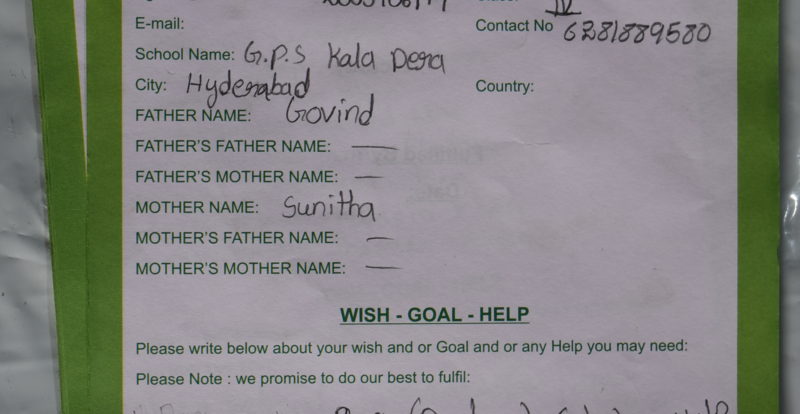 Class: IV
E-mail: Contact No 6281889580
School Name: G.P.S Kala Dera
City: Hyderabad Country:
FATHER NAME: Govind
FATHER'S FATHER NAME: —
FATHER'S MOTHER NAME: —
MOTHER NAME: Sunitha
MOTHER'S FATHER NAME: —
MOTHER'S MOTHER NAME: —
WISH - GOAL - HELP
Please write below about your wish and or Goal and or any Help you may need:
Please Note : we promise to do our best to fulfil: